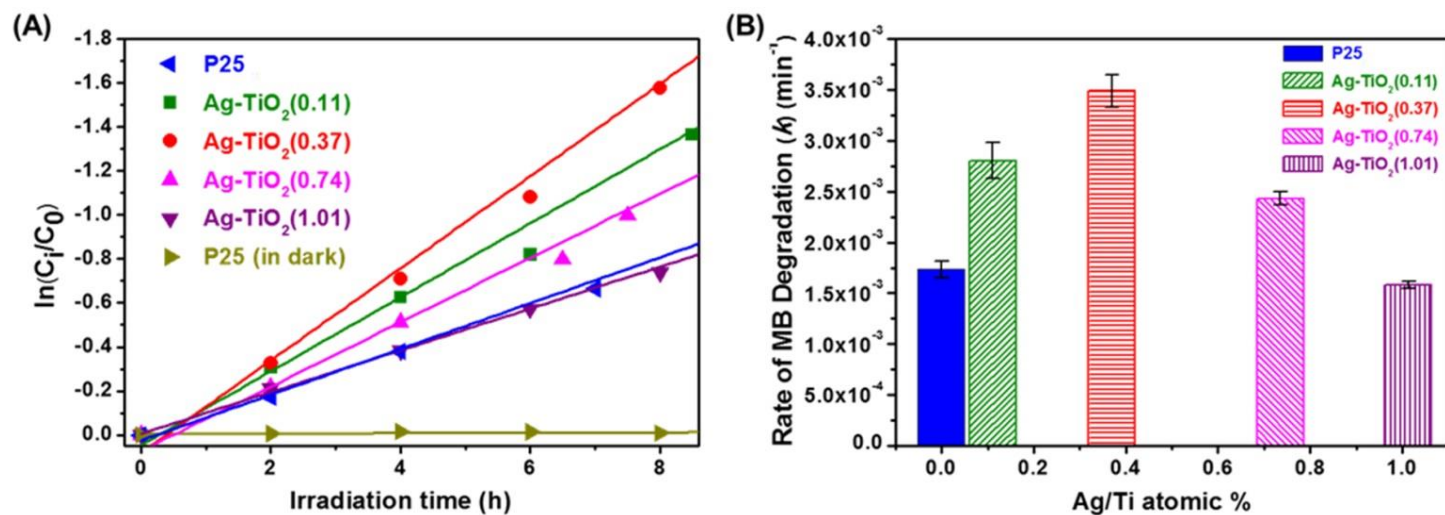 (A)
-1.8
-1.6
-1.4
-1.2
-1.0
-0.8
-0.6
-0.4
-0.2
0.0
ln(Ci/C0)
P25
Ag-TiO2(0.11)
Ag-TiO2(0.37)
Ag-TiO2(0.74)
Ag-TiO2(1.01)
P25 (in dark)
0 2 4 6 8
Irradiation time (h)
(B)
4.0x10-3
3.5x10-3
3.0x10-3
2.5x10-3
2.0x10-3
1.5x10-3
1.0x10-3
5.0x10-4
0.0
Rate of MB Degradation (k) (min-1)
P25
Ag-TiO2(0.11)
Ag-TiO2(0.37)
Ag-TiO2(0.74)
Ag-TiO2(1.01)
0.0 0.2 0.4 0.6 0.8 1.0
Ag/Ti atomic %